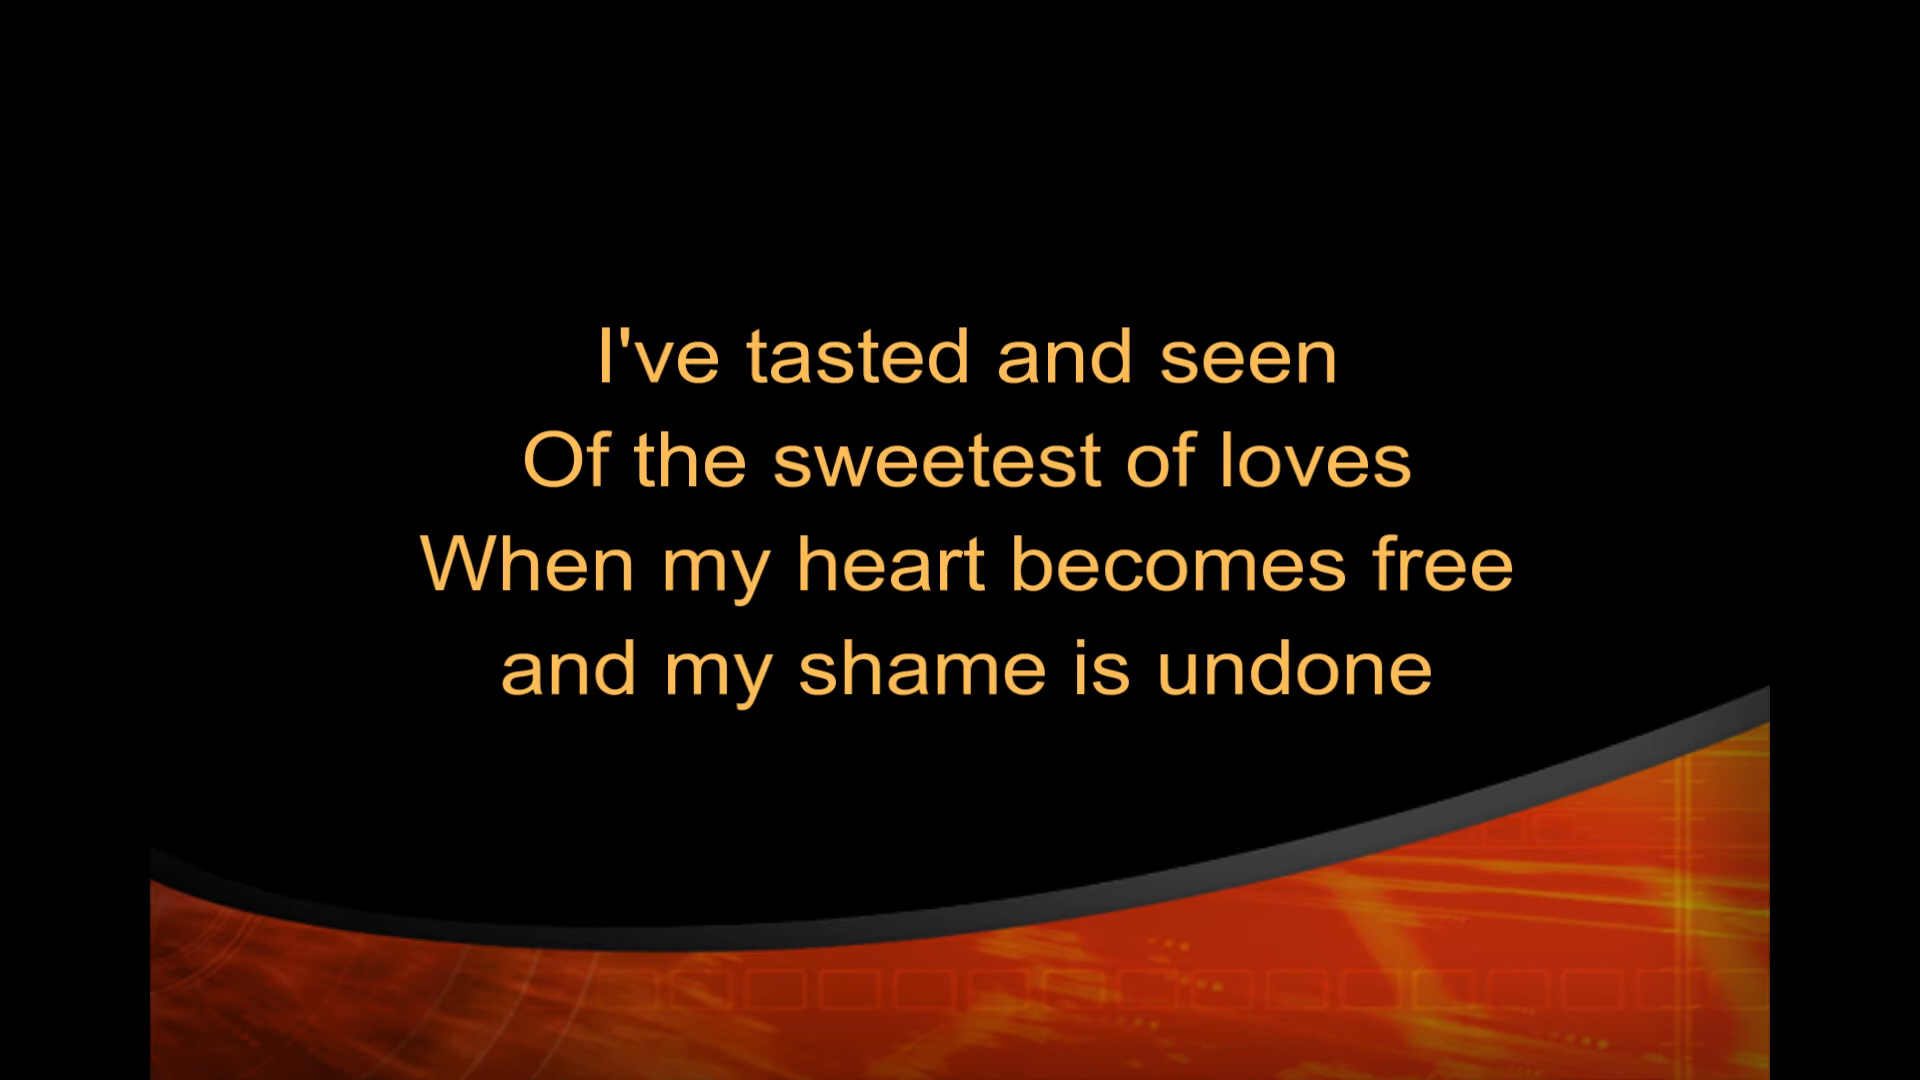 I've tasted and seen
Of the sweetest of loves
When my heart becomes free
and my shame is undone